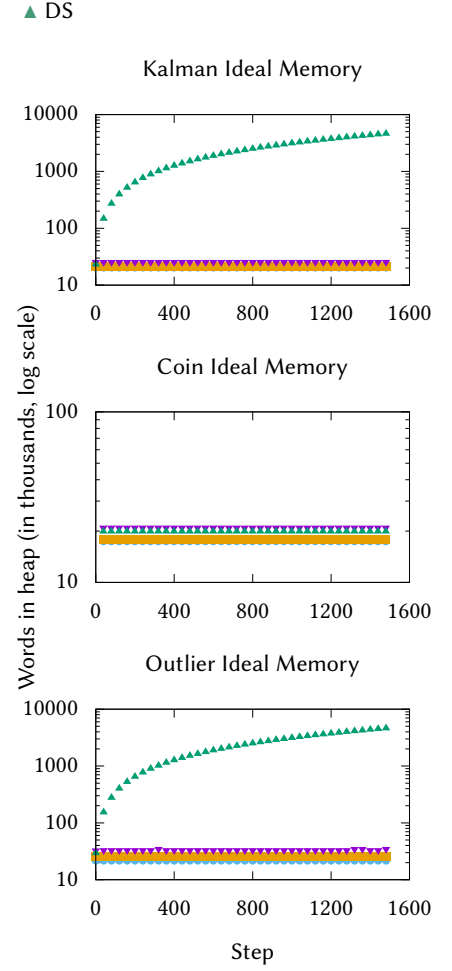 DS
Kalman Ideal Memory
10000
1000
100
10
0 400 800 1200 1600
Coin Ideal Memory
100
10
0 400 800 1200 1600
Words in heap (in thousands, log scale)
Outlier Ideal Memory
10000
1000
100
10
0 400 800 1200 1600
Step